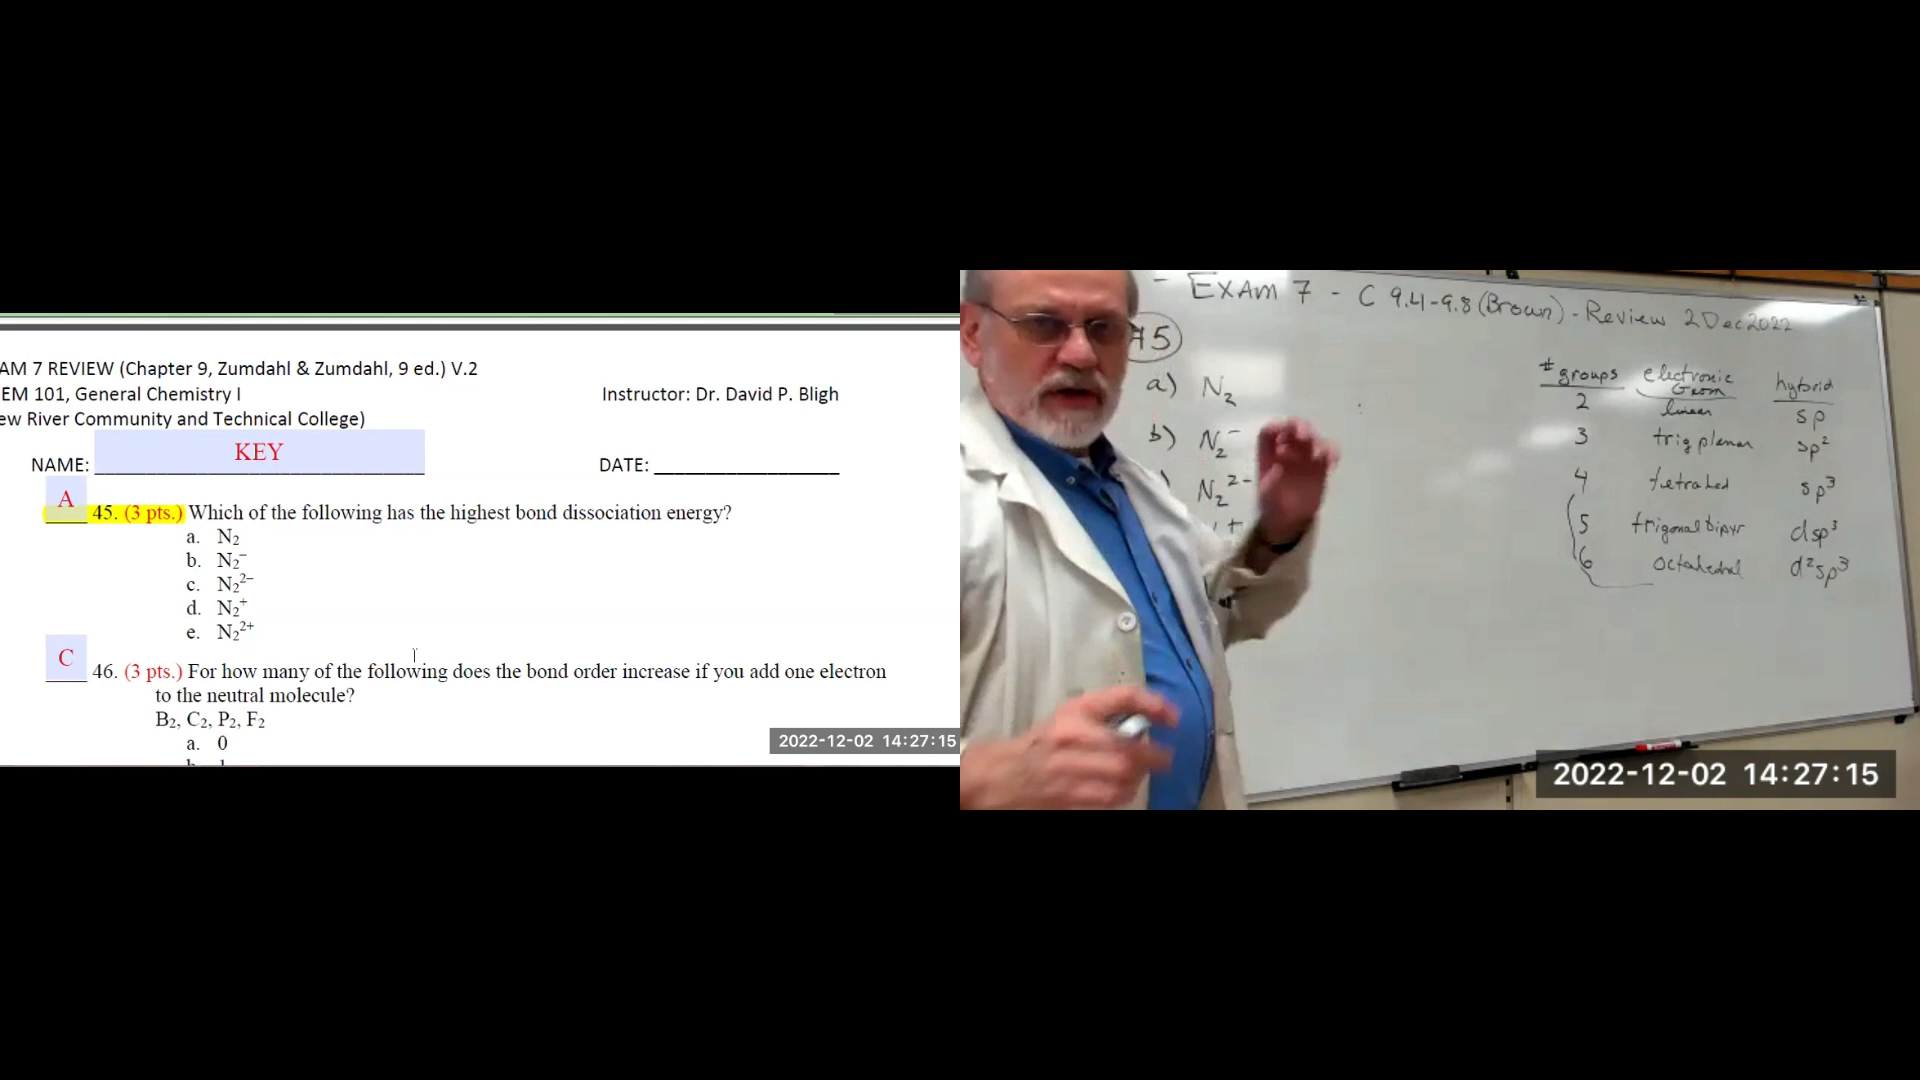 AM 7 REVIEW (Chapter 9, Zumdahl & Zumdahl, 9 ed.) V.2
EM 101, General Chemistry I Instructor: Dr. David P. Bligh
ew River Community and Technical College)
NAME: KEY DATE:
A 45. (3 pts.) Which of the following has the highest bond dissociation energy?
a. N₂
b. N₂⁻
c. N₂²⁻
d. N₂⁺
e. N₂²⁺
C 46. (3 pts.) For how many of the following does the bond order increase if you add one electron
to the neutral molecule?
B₂, C₂, P₂, F₂
a. 0
2022-12-02 14:27:15
- EXAM 7 - C 9.4-9.8 (Brown) - Review 2 Dec 2022
45
a) N₂
b) N₂⁻
) N₂²⁻
# groups electronic Geom hybrid
2 linear sp
3 trig planar sp²
4 tetrahed sp³
5 trigonal bipyr dsp³
6 octahedral d²sp³
2022-12-02 14:27:15